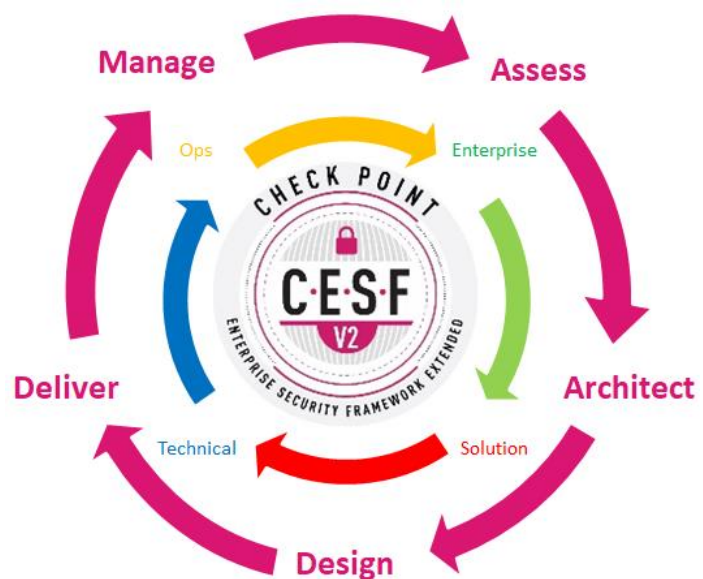 Manage
Assess
Ops
Enterprise
CHECK POINT
C·E·S·F
V2
ENTERPRISE SECURITY FRAMEWORK EXTENDED
Deliver
Architect
Technical
Solution
Design